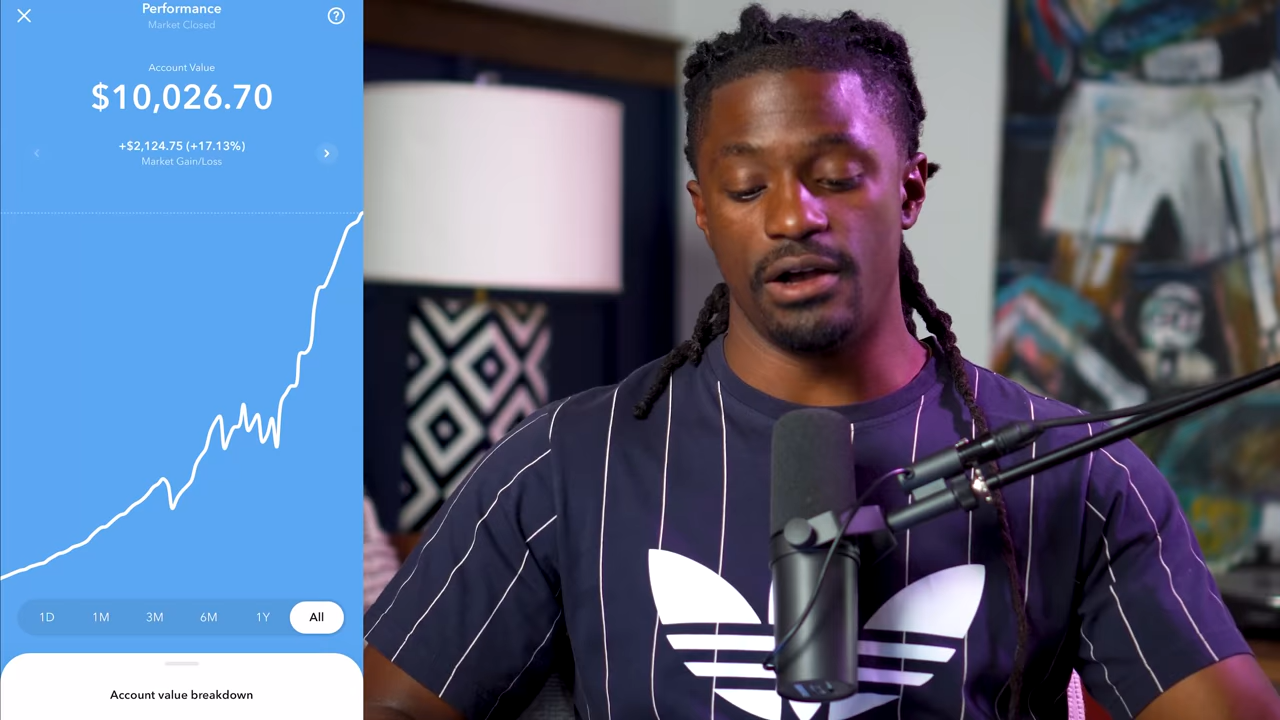 Performance
Market Closed
Account Value
$10,026.70
+$2,124.75 (+17.13%)
Market Gain/Loss
1D 1M 3M 6M 1Y All
Account value breakdown